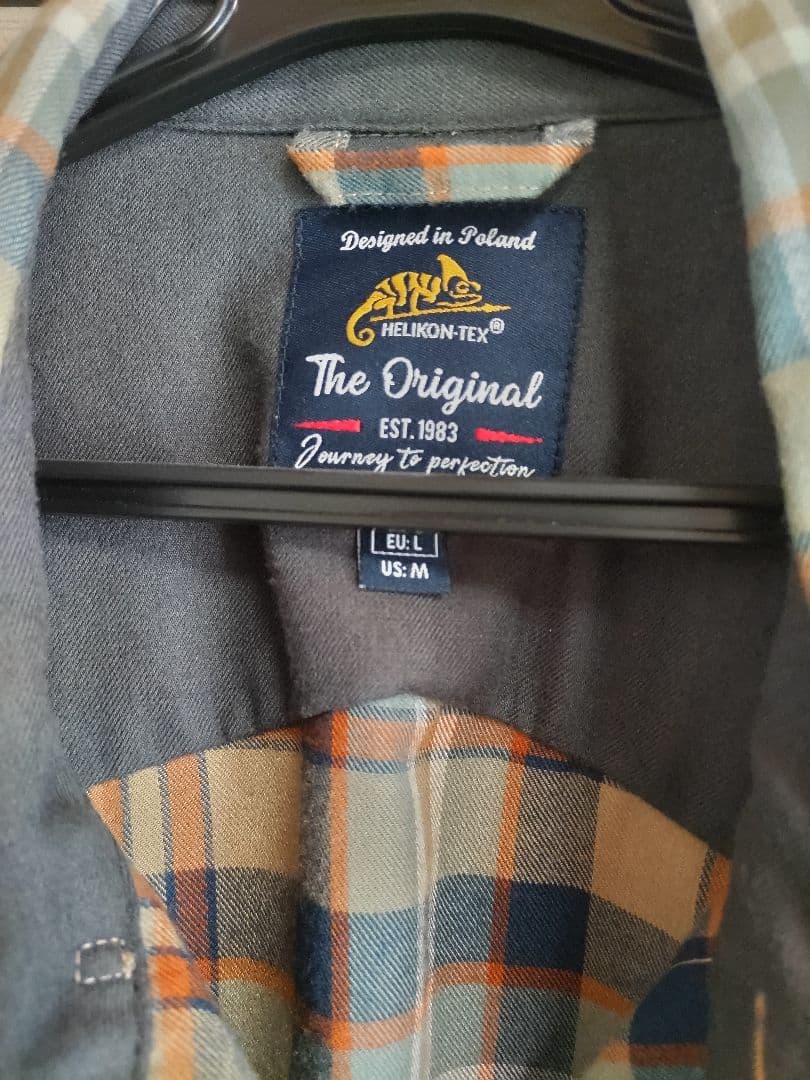 Designed in Poland
HELIKON-TEX®
The Original
EST. 1983
Journey to perfection
EU: L
US: M